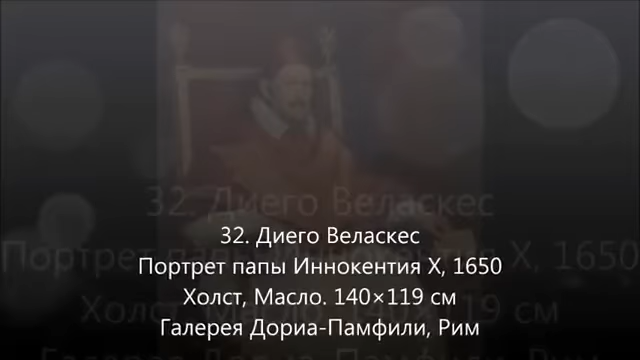 32. Диего Веласкес
Портрет папы Иннокентия X, 1650
Холст, Масло. 140×119 см
Галерея Дориа-Памфили, Рим